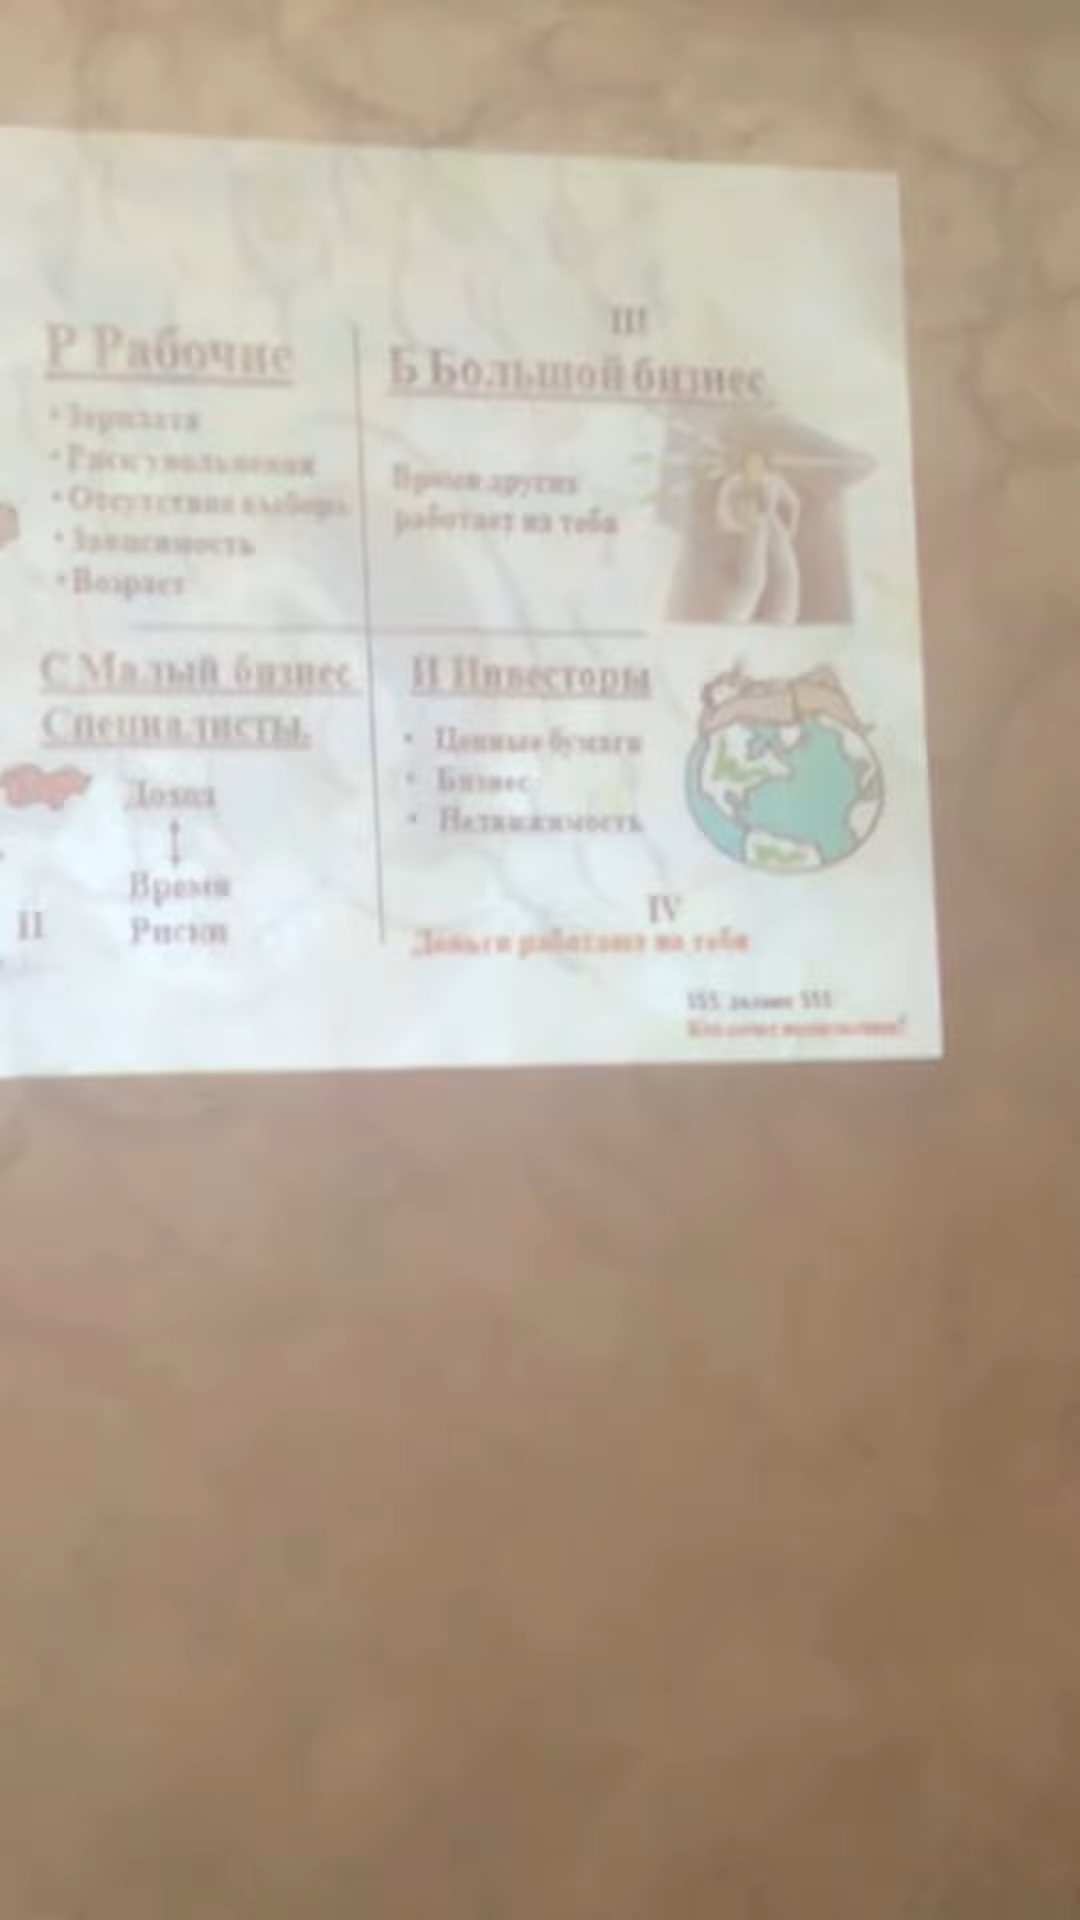 III
Р Рабочие
Б Большой бизнес
• Зарплата
• Риск увольнения
• Отсутствие выбора
• Зависимость
• Возраст
Время других
работает на тебя
С Малый бизнес
Специалисты.
Доход
Время
Риски
II
И Инвесторы
• Ценные бумаги
• Бизнес
• Недвижимость
IV
Деньги работают на тебя